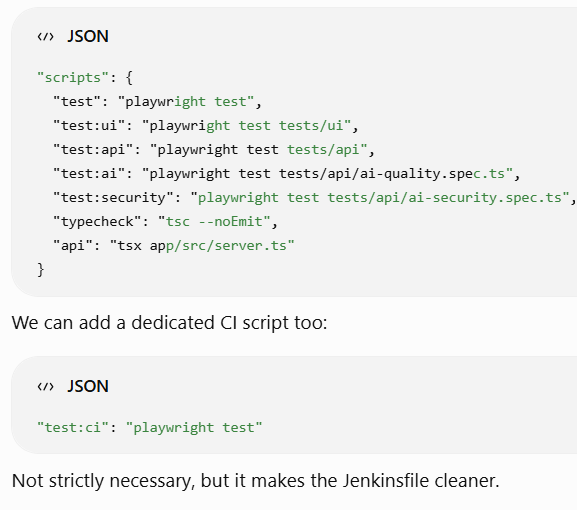 </> JSON
"scripts": {
"test": "playwright test",
"test:ui": "playwright test tests/ui",
"test:api": "playwright test tests/api",
"test:ai": "playwright test tests/api/ai-quality.spec.ts",
"test:security": "playwright test tests/api/ai-security.spec.ts",
"typecheck": "tsc --noEmit",
"api": "tsx app/src/server.ts"
}
We can add a dedicated CI script too:
</> JSON
"test:ci": "playwright test"
Not strictly necessary, but it makes the Jenkinsfile cleaner.